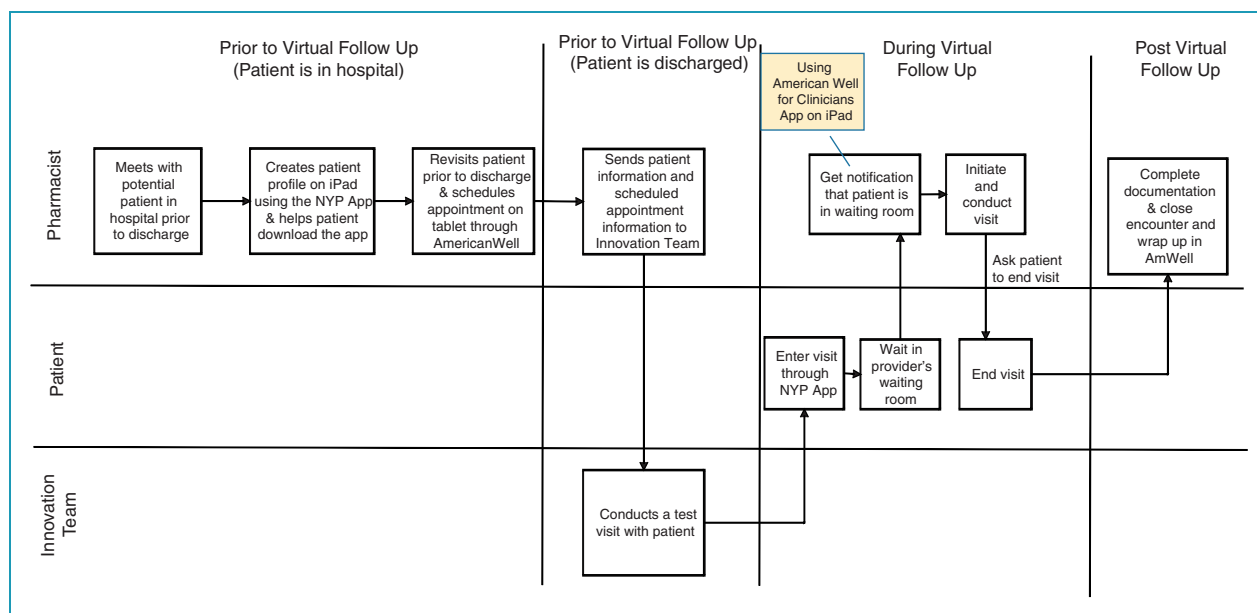 Prior to Virtual Follow Up
(Patient is in hospital)
Prior to Virtual Follow Up
(Patient is discharged)
During Virtual
Follow Up
Post Virtual
Follow Up
Using
American Well
for Clinicians
App on iPad
Pharmacist
Meets with
potential
patient in
hospital prior
to discharge
Creates patient
profile on iPad
using the NYP App
& helps patient
download the app
Revisits patient
prior to discharge
& schedules
appointment on
tablet through
AmericanWell
Sends patient
information and
scheduled
appointment
information to
Innovation Team
Get notification
that patient is
in waiting room
Initiate
and
conduct
visit
Ask patient
to end visit
Complete
documentation
& close
encounter and
wrap up in
AmWell
Patient
Enter visit
through
NYP App
Wait in
provider's
waiting
room
End visit
Innovation
Team
Conducts a test
visit with patient